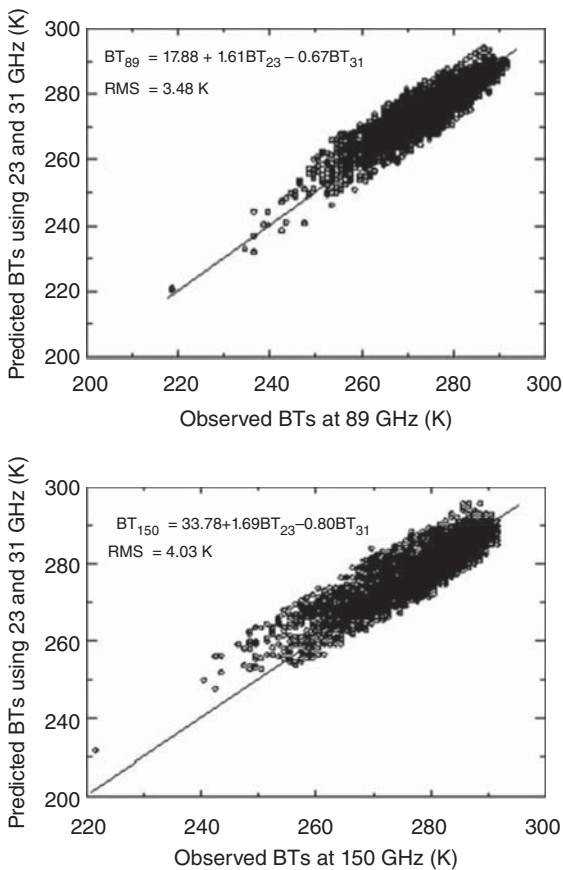 Predicted BTs using 23 and 31 GHz (K)
300
280
260
240
220
200
BT89 = 17.88 + 1.61BT23 – 0.67BT31
RMS = 3.48 K
200 220 240 260 280 300
Observed BTs at 89 GHz (K)
Predicted BTs using 23 and 31 GHz (K)
300
280
260
240
200
BT150 = 33.78+1.69BT23–0.80BT31
RMS = 4.03 K
220 240 260 280 300
Observed BTs at 150 GHz (K)